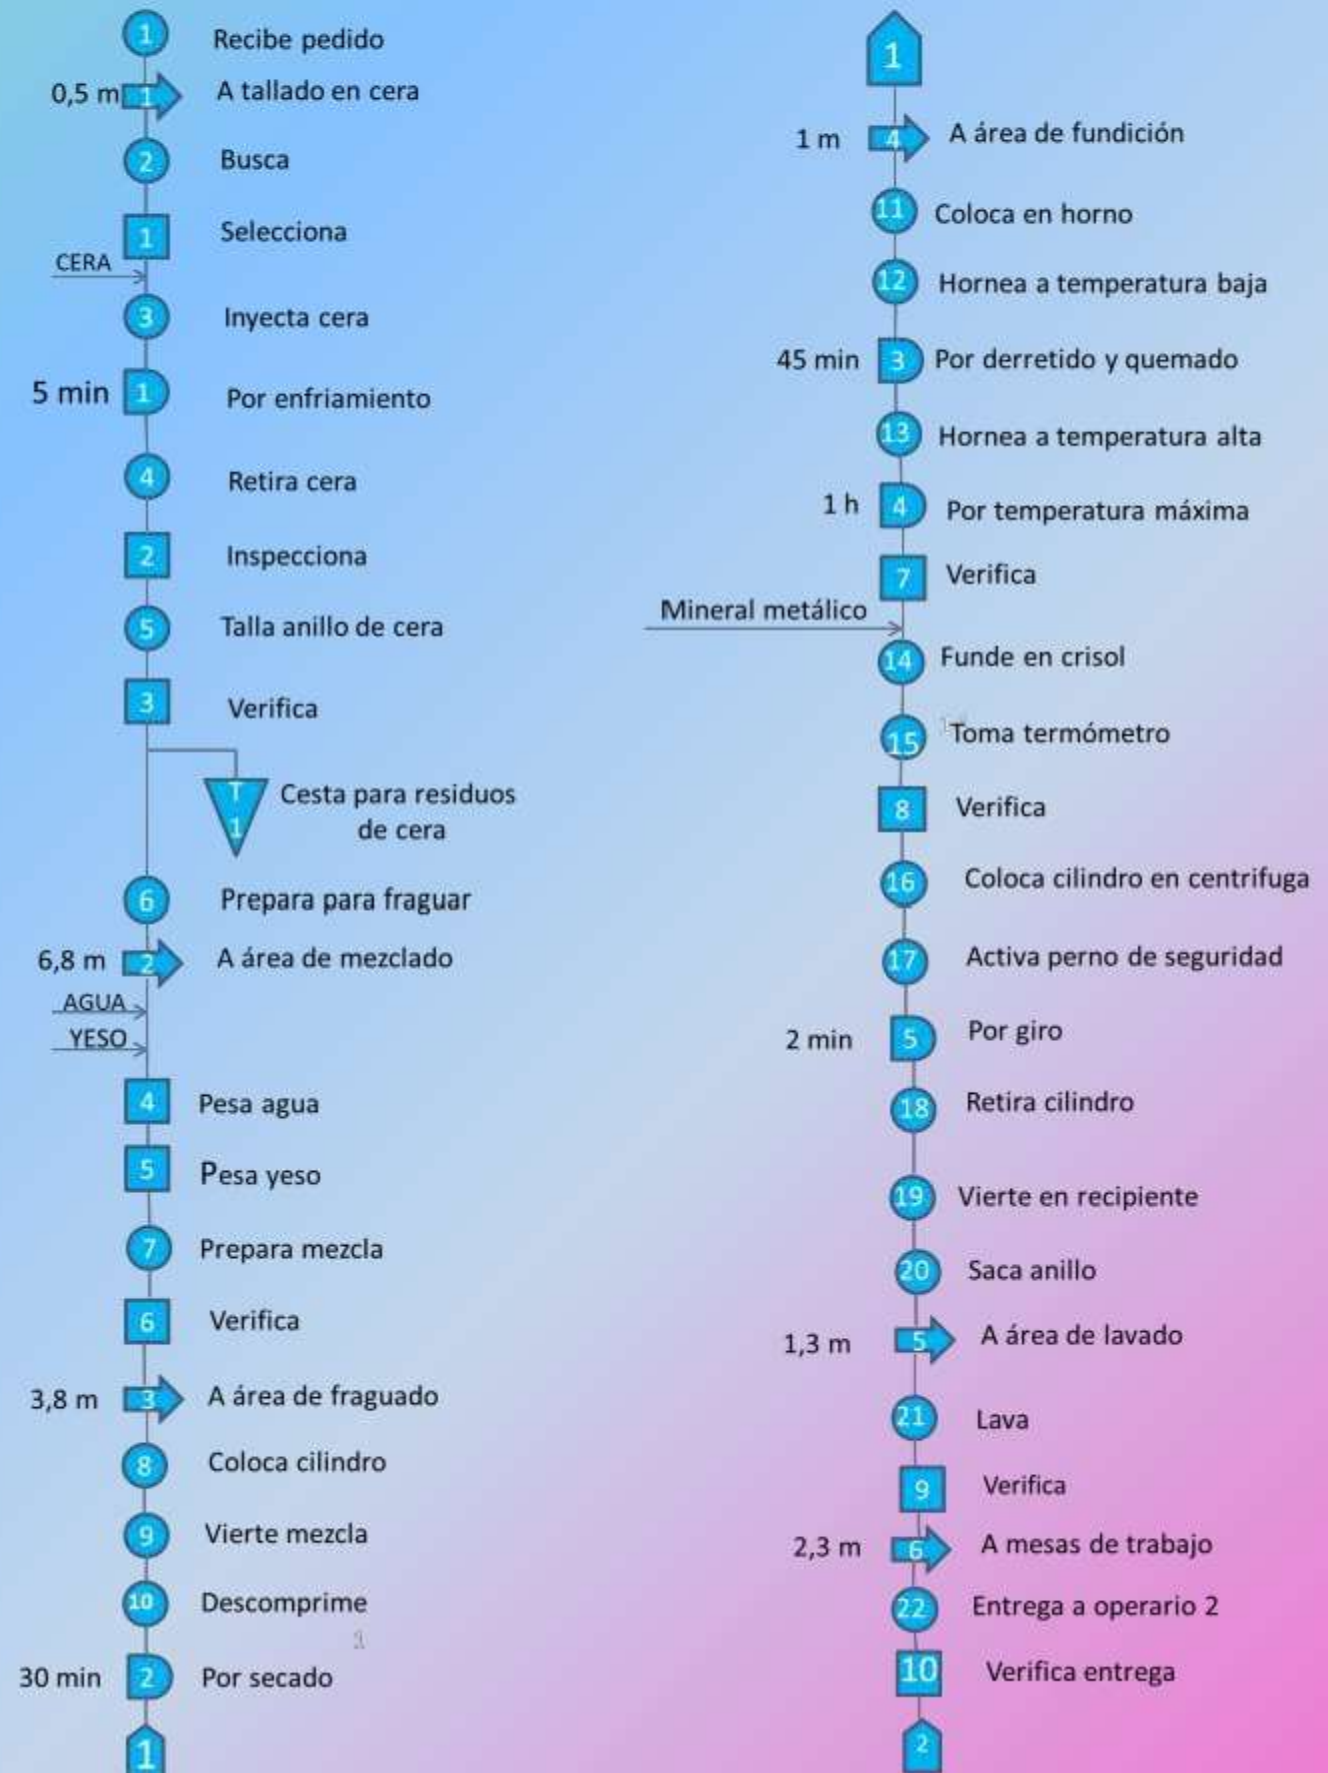 1 Recibe pedido
0,5 m 1 A tallado en cera
2 Busca
1 Selecciona
CERA
3 Inyecta cera
5 min 1 Por enfriamiento
4 Retira cera
2 Inspecciona
5 Talla anillo de cera
3 Verifica
T
1
Cesta para residuos
de cera
6 Prepara para fraguar
6,8 m 2 A área de mezclado
AGUA
YESO
4 Pesa agua
5 Pesa yeso
7 Prepara mezcla
6 Verifica
3,8 m 3 A área de fraguado
8 Coloca cilindro
9 Vierte mezcla
10 Descomprime
30 min 2 Por secado
1
1
1 m 4 A área de fundición
11 Coloca en horno
12 Hornea a temperatura baja
45 min 3 Por derretido y quemado
13 Hornea a temperatura alta
1 h 4 Por temperatura máxima
7 Verifica
Mineral metálico
14 Funde en crisol
15 Toma termómetro
8 Verifica
16 Coloca cilindro en centrifuga
17 Activa perno de seguridad
2 min 5 Por giro
18 Retira cilindro
19 Vierte en recipiente
20 Saca anillo
1,3 m 5 A área de lavado
21 Lava
9 Verifica
2,3 m 6 A mesas de trabajo
22 Entrega a operario 2
10 Verifica entrega
2